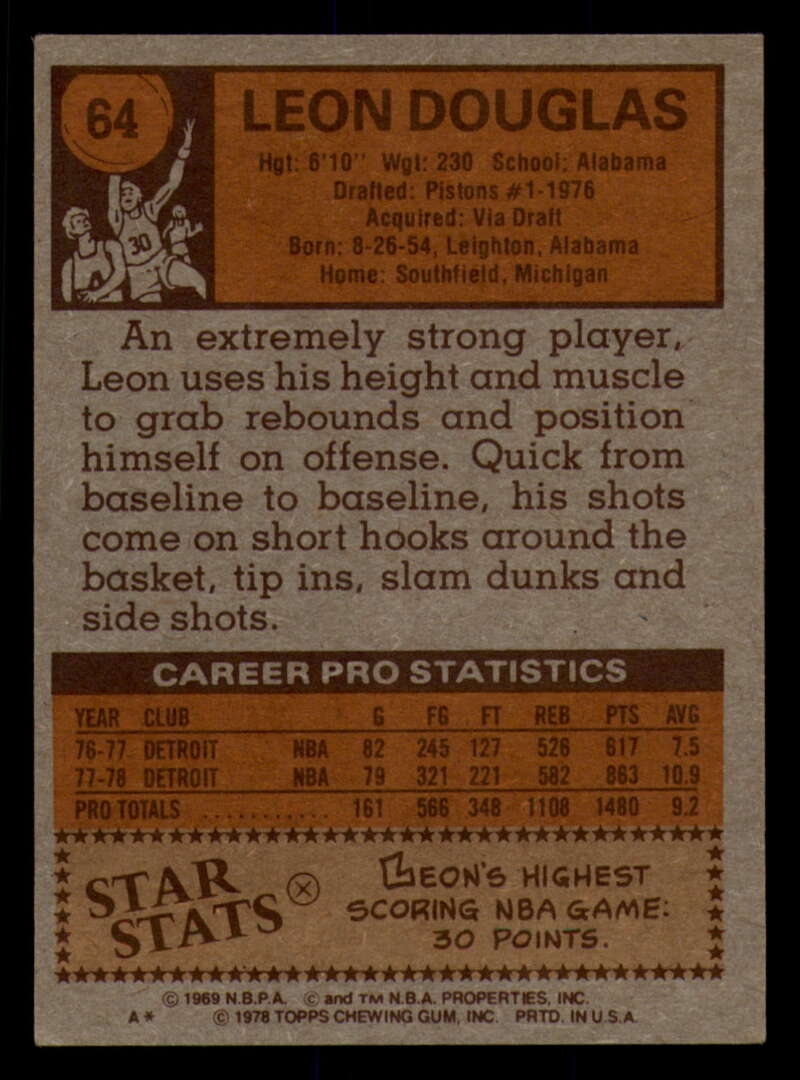 64
LEON DOUGLAS
Hgt: 6'10" Wgt: 230 School: Alabama
Drafted: Pistons #1-1976
Acquired: Via Draft
Born: 8-26-54, Leighton, Alabama
Home: Southfield, Michigan
30
An extremely strong player,
Leon uses his height and muscle
to grab rebounds and position
himself on offense. Quick from
baseline to baseline, his shots
come on short hooks around the
basket, tip ins, slam dunks and
side shots.
CAREER PRO STATISTICS
YEAR CLUB G FG FT REB PTS AVG
76-77 DETROIT NBA 82 245 127 526 617 7.5
77-78 DETROIT NBA 79 321 221 582 863 10.9
PRO TOTALS ........... 161 566 348 1108 1480 9.2
STAR
STATS
LEON'S HIGHEST
SCORING NBA GAME:
30 POINTS.
© 1969 N.B.P.A. © and TM N.B.A. PROPERTIES, INC.
A* © 1978 TOPPS CHEWING GUM, INC. PRTD. IN U.S.A.